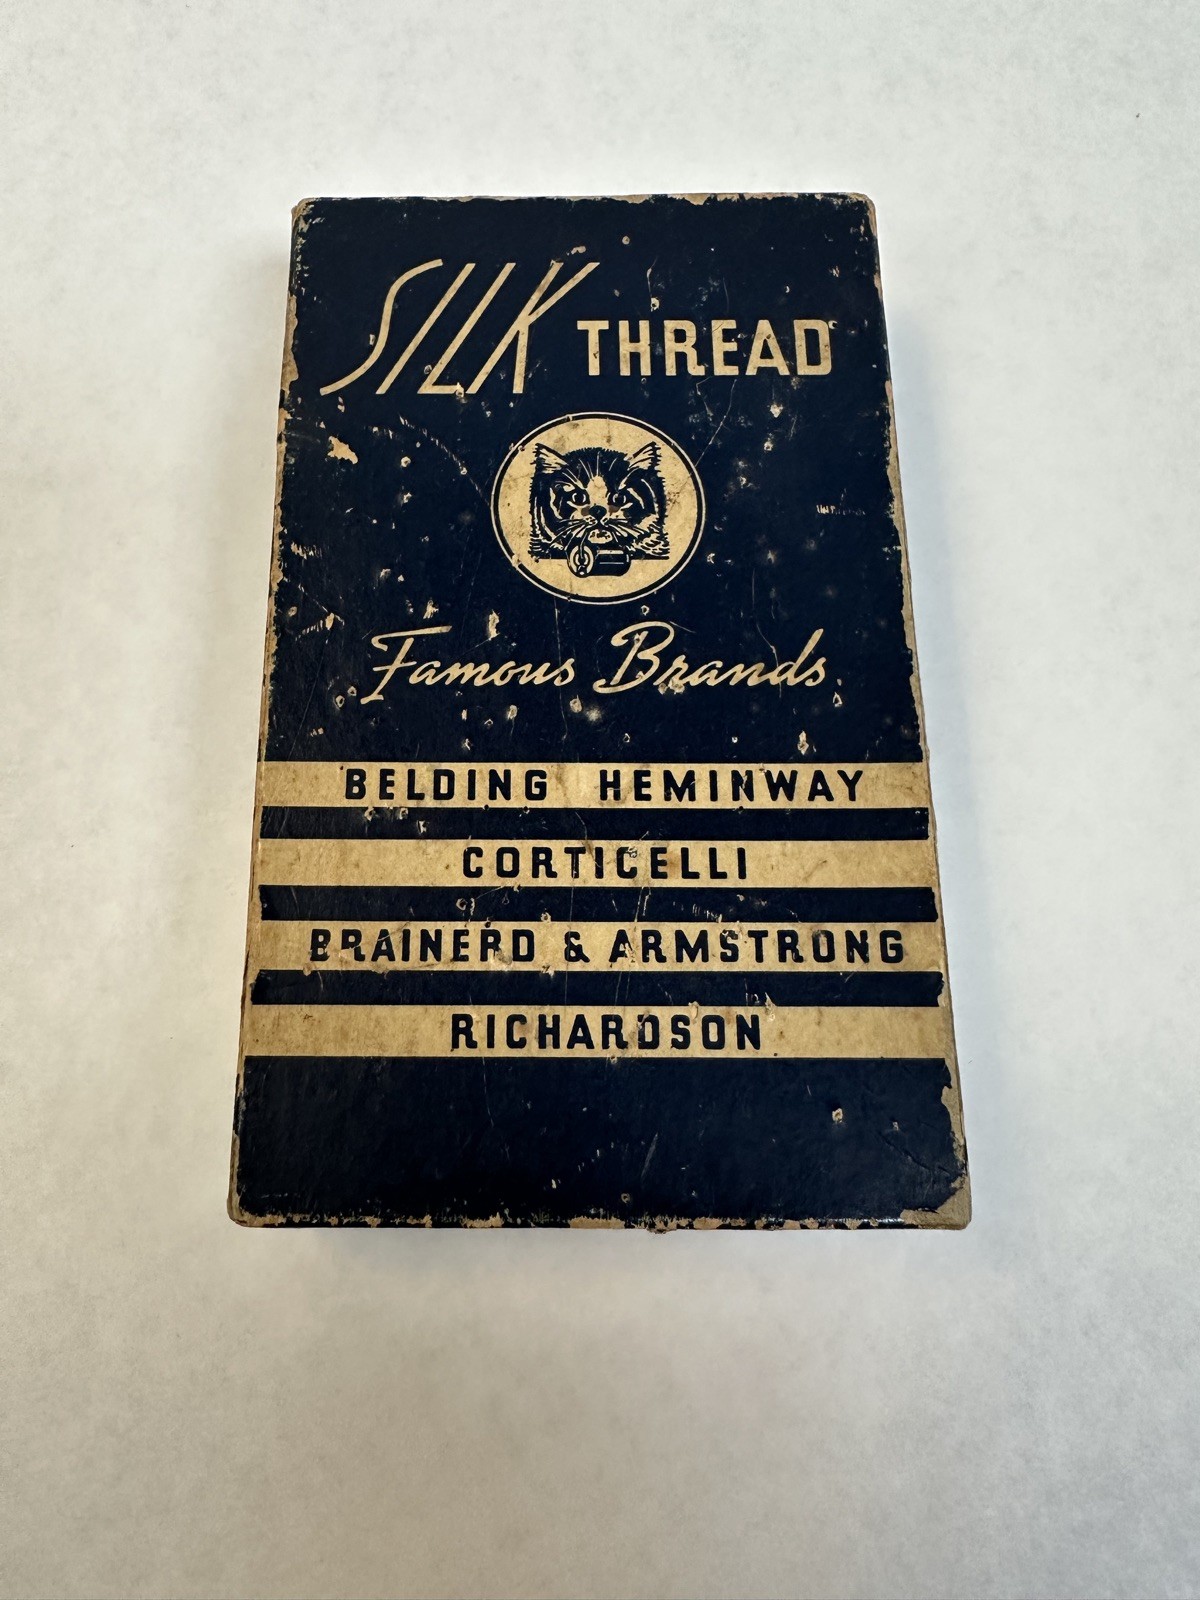 SILK THREAD
Famous Brands
BELDING HEMINWAY
CORTICELLI
BRAINERD & ARMSTRONG
RICHARDSON